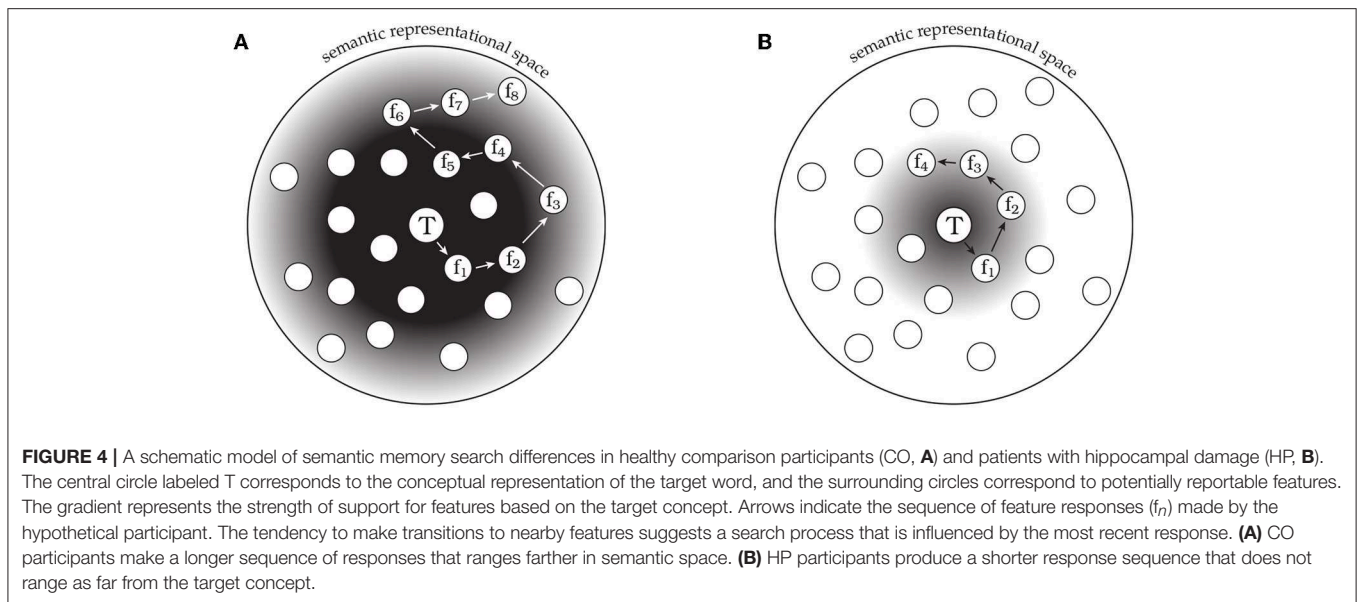 A
semantic representational space
f8
f7
f6
f4
f5
f3
T
f2
f1
B
semantic representational space
f4
f3
f2
T
f1
FIGURE 4 | A schematic model of semantic memory search differences in healthy comparison participants (CO, A) and patients with hippocampal damage (HP, B).
The central circle labeled T corresponds to the conceptual representation of the target word, and the surrounding circles correspond to potentially reportable features.
The gradient represents the strength of support for features based on the target concept. Arrows indicate the sequence of feature responses (fn) made by the
hypothetical participant. The tendency to make transitions to nearby features suggests a search process that is influenced by the most recent response. (A) CO
participants make a longer sequence of responses that ranges farther in semantic space. (B) HP participants produce a shorter response sequence that does not
range as far from the target concept.